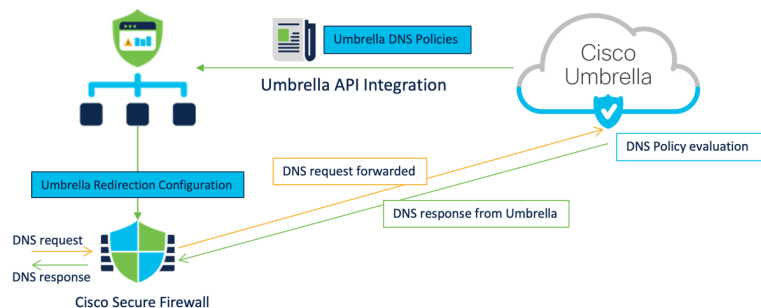 Umbrella DNS Policies
Cisco
Umbrella
Umbrella API Integration
DNS Policy evaluation
DNS request forwarded
Umbrella Redirection Configuration
DNS response from Umbrella
DNS request
DNS response
Cisco Secure Firewall